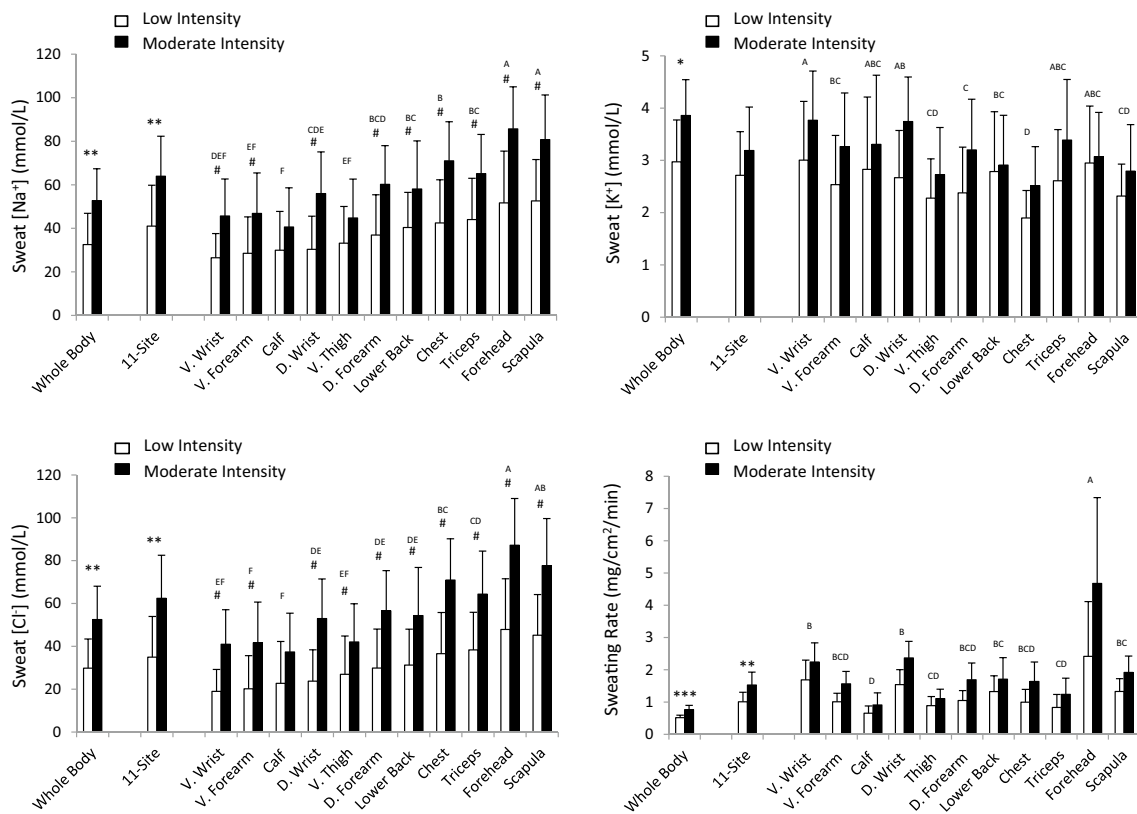 Low Intensity
Moderate Intensity
Sweat [Na⁺] (mmol/L)
120
100
80
60
40
20
0
** ** DEF # EF # F CDE # EF BCD # BC # B # BC # A # A #
Whole Body
11-Site
V. Wrist
V. Forearm
Calf
D. Wrist
V. Thigh
D. Forearm
Lower Back
Chest
Triceps
Forehead
Scapula
Low Intensity
Moderate Intensity
Sweat [K⁺] (mmol/L)
5
4
3
2
1
0
* A BC ABC AB CD C BC D ABC ABC CD
Whole Body
11-Site
V. Wrist
V. Forearm
Calf
D. Wrist
V. Thigh
D. Forearm
Lower Back
Chest
Triceps
Forehead
Scapula
Low Intensity
Moderate Intensity
Sweat [Cl⁻] (mmol/L)
120
100
80
60
40
20
0
** ** EF # F # F DE # EF # DE # DE # BC # CD # A # AB #
Whole Body
11-Site
V. Wrist
V. Forearm
Calf
D. Wrist
V. Thigh
D. Forearm
Lower Back
Chest
Triceps
Forehead
Scapula
Low Intensity
Moderate Intensity
Sweating Rate (mg/cm²/min)
8
7
6
5
4
3
2
1
0
*** ** B BCD D B CD BCD BC BCD CD A BC
Whole Body
11-Site
V. Wrist
V. Forearm
Calf
D. Wrist
V. Thigh
D. Forearm
Lower Back
Chest
Triceps
Forehead
Scapula